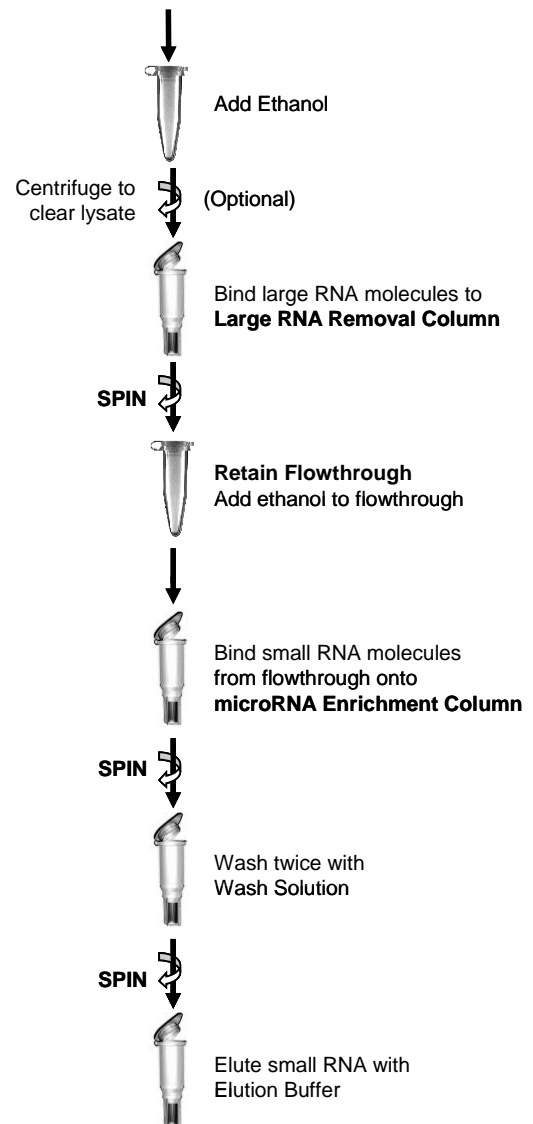 Add Ethanol
Centrifuge to
clear lysate
(Optional)
Bind large RNA molecules to
Large RNA Removal Column
SPIN
Retain Flowthrough
Add ethanol to flowthrough
Bind small RNA molecules
from flowthrough onto
microRNA Enrichment Column
SPIN
Wash twice with
Wash Solution
SPIN
Elute small RNA with
Elution Buffer